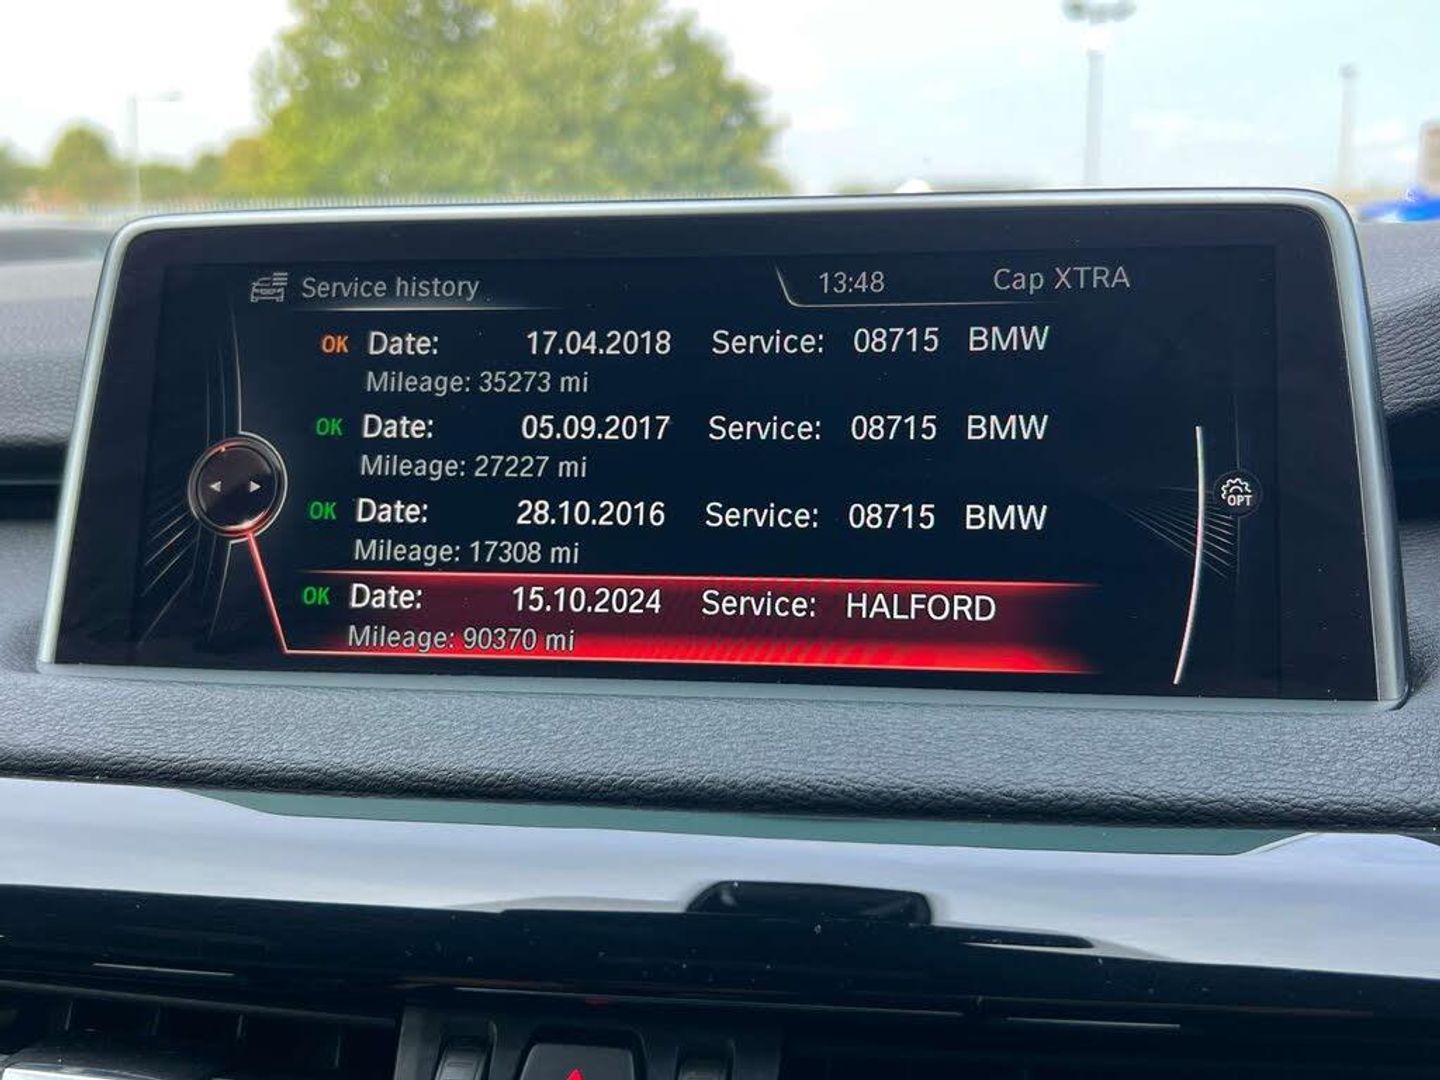 Service history 13:48 Cap XTRA
OK Date: 17.04.2018 Service: 08715 BMW
Mileage: 35273 mi
OK Date: 05.09.2017 Service: 08715 BMW
Mileage: 27227 mi
OPT
OK Date: 28.10.2016 Service: 08715 BMW
Mileage: 17308 mi
OK Date: 15.10.2024 Service: HALFORD
Mileage: 90370 mi